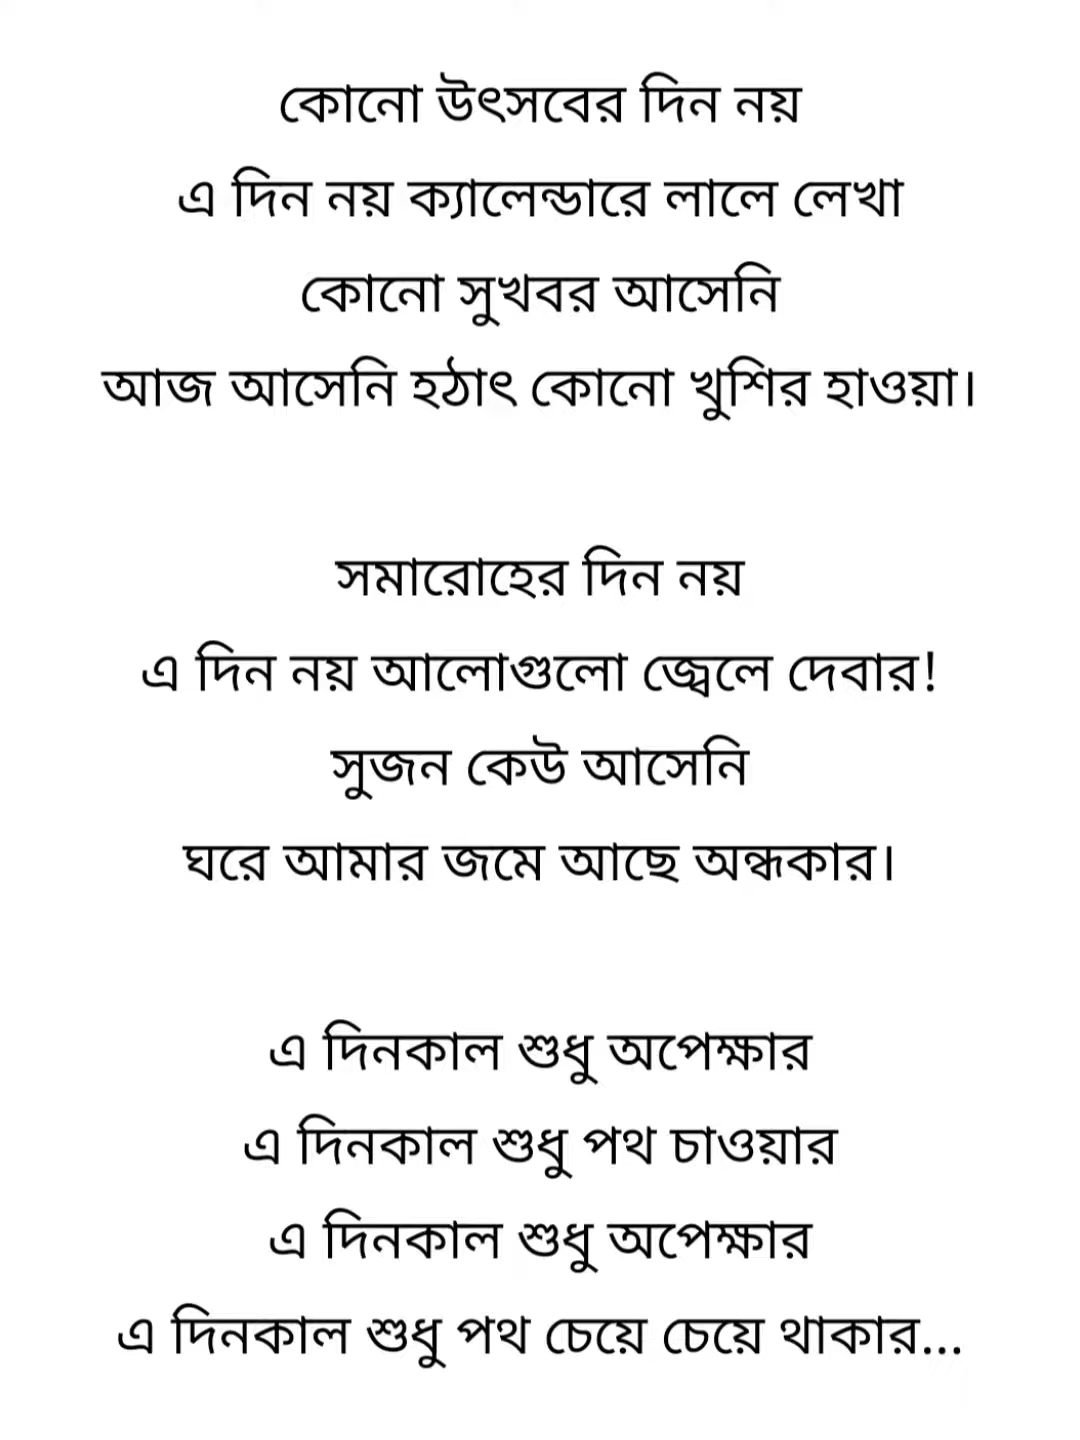 কোনো উৎসবের দিন নয়
এ দিন নয় ক্যালেন্ডারে লালে লেখা
কোনো সুখবর আসেনি
আজ আসেনি হঠাৎ কোনো খুশির হাওয়া।
সমারোহের দিন নয়
এ দিন নয় আলোগুলো জ্বেলে দেবার!
সুজন কেউ আসেনি
ঘরে আমার জমে আছে অন্ধকার।
এ দিনকাল শুধু অপেক্ষার
এ দিনকাল শুধু পথ চাওয়ার
এ দিনকাল শুধু অপেক্ষার
এ দিনকাল শুধু পথ চেয়ে চেয়ে থাকার...